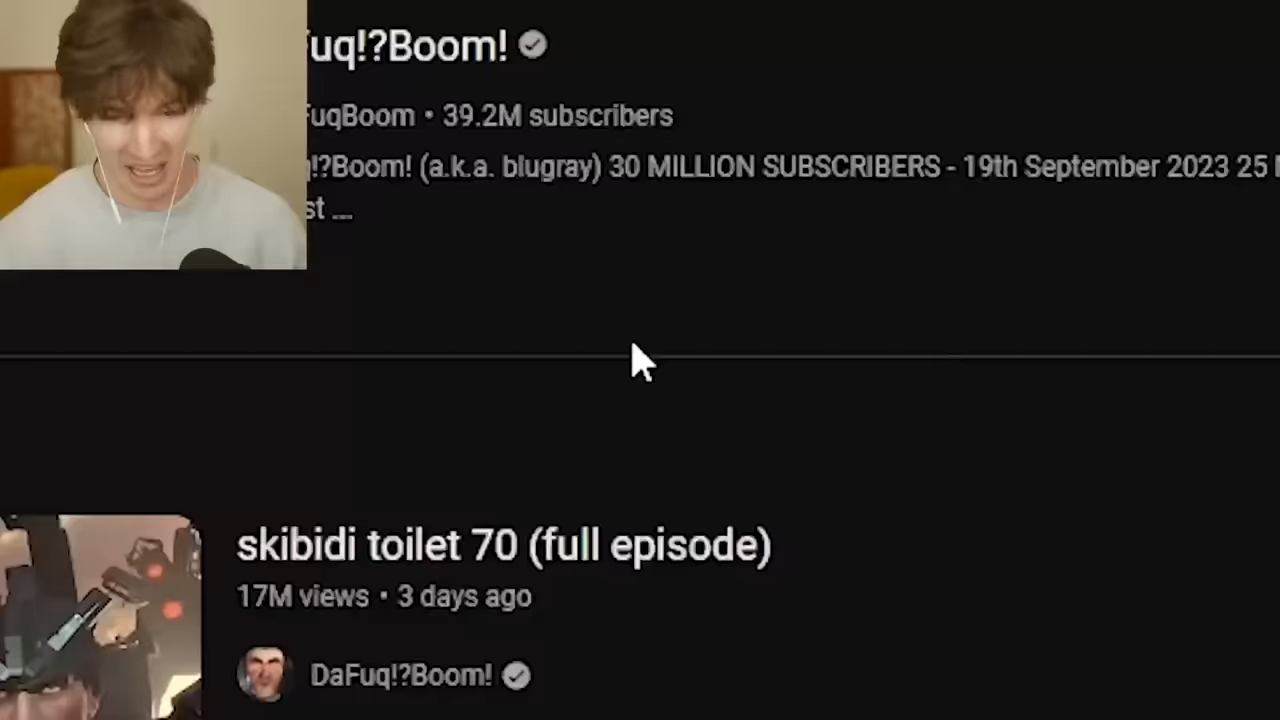 uq!?Boom!
FuqBoom • 39.2M subscribers
!?Boom! (a.k.a. blugray) 30 MILLION SUBSCRIBERS - 19th September 2023 25
st ...
skibidi toilet 70 (full episode)
17M views • 3 days ago
DaFuq!?Boom!